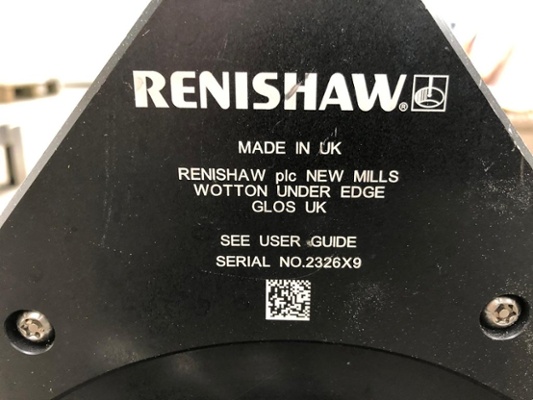 RENISHAW®
MADE IN UK
RENISHAW plc NEW MILLS
WOTTON UNDER EDGE
GLOS UK
SEE USER GUIDE
SERIAL NO.2326X9